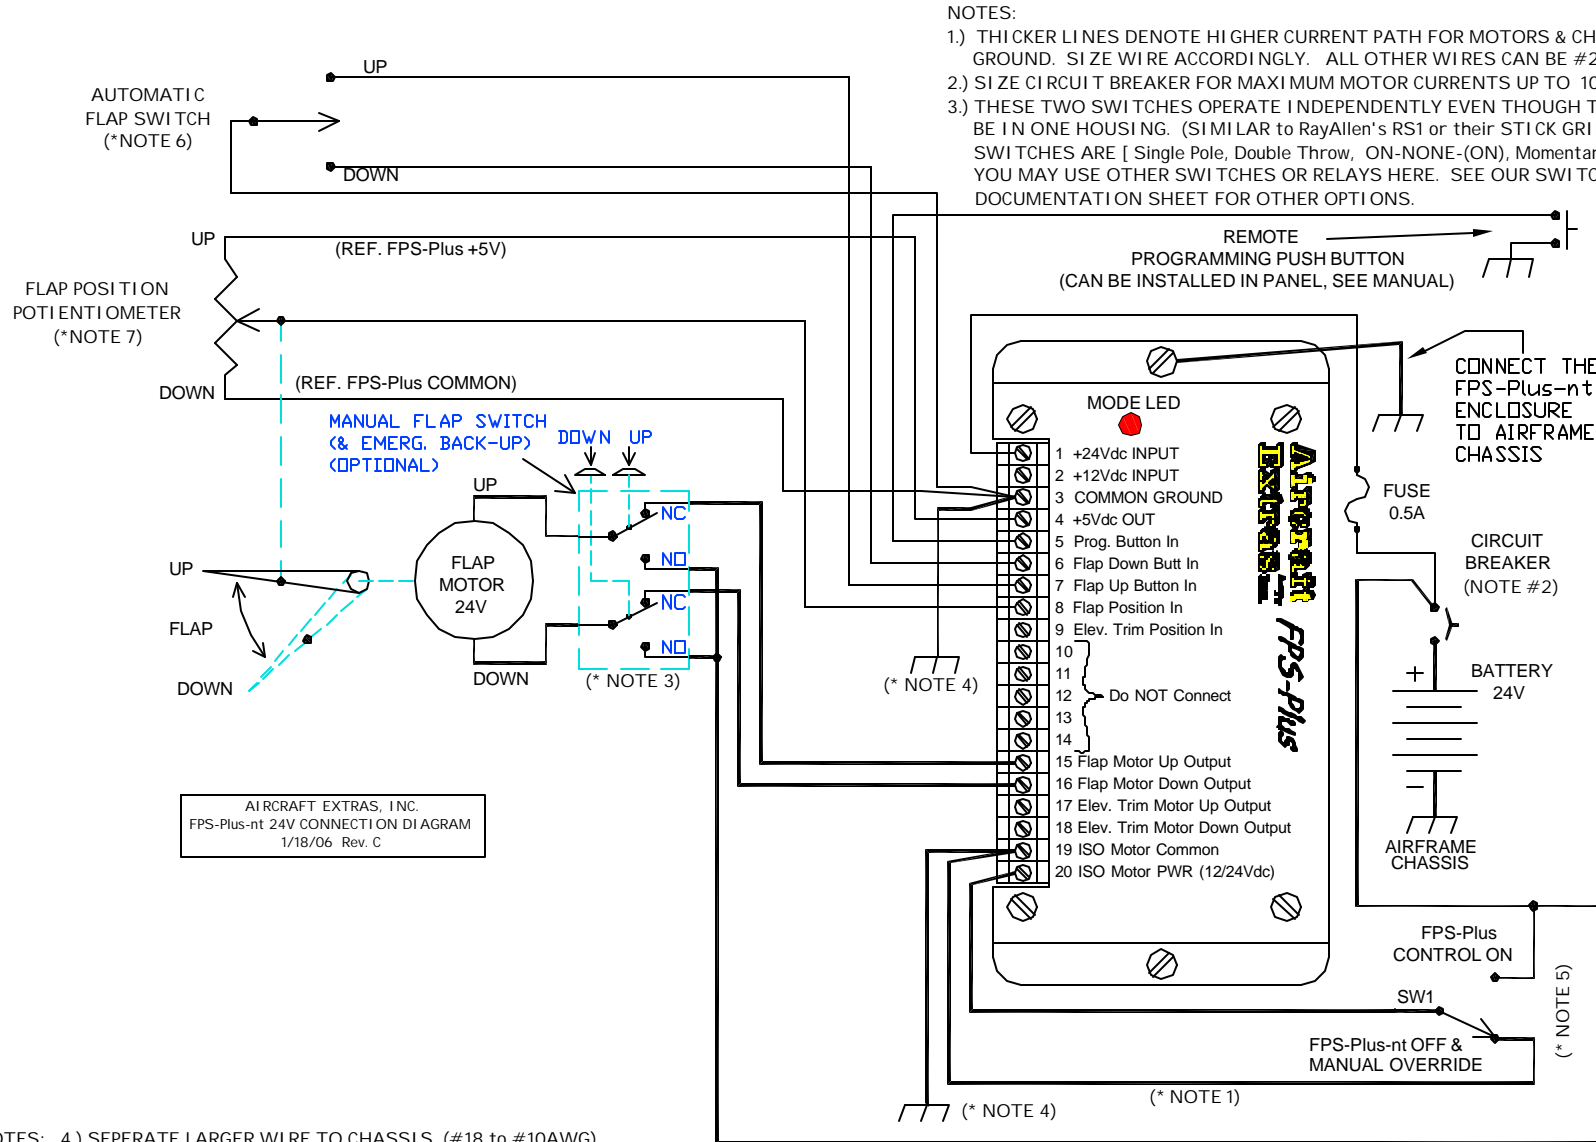 NOTES:
1.) THICKER LINES DENOTE HIGHER CURRENT PATH FOR MOTORS & CH
GROUND. SIZE WIRE ACCORDINGLY. ALL OTHER WIRES CAN BE #2
2.) SIZE CIRCUIT BREAKER FOR MAXIMUM MOTOR CURRENTS UP TO 10
3.) THESE TWO SWITCHES OPERATE INDEPENDENTLY EVEN THOUGH T
BE IN ONE HOUSING. (SIMILAR to RayAllen's RS1 or their STICK GRI
SWITCHES ARE [ Single Pole, Double Throw, ON-NONE-(ON), Momentar
YOU MAY USE OTHER SWITCHES OR RELAYS HERE. SEE OUR SWITC
DOCUMENTATION SHEET FOR OTHER OPTIONS.
UP
AUTOMATIC
FLAP SWITCH
(*NOTE 6)
DOWN
REMOTE
PROGRAMMING PUSH BUTTON
(CAN BE INSTALLED IN PANEL, SEE MANUAL)
UP
(REF. FPS-Plus +5V)
FLAP POSITION
POTIENTIOMETER
(*NOTE 7)
DOWN
(REF. FPS-Plus COMMON)
CONNECT THE
FPS-Plus-nt
ENCLOSURE
TO AIRFRAME
CHASSIS
MANUAL FLAP SWITCH
(& EMERG. BACK-UP)
(OPTIONAL)
DOWN UP
UP
NC
NO
NC
NO
FLAP
MOTOR
24V
DOWN
(* NOTE 3)
UP
FLAP
DOWN
MODE LED
1 +24Vdc INPUT
2 +12Vdc INPUT
3 COMMON GROUND
4 +5Vdc OUT
5 Prog. Button In
6 Flap Down Butt In
7 Flap Up Button In
8 Flap Position In
9 Elev. Trim Position In
10
11
12 Do NOT Connect
13
14
15 Flap Motor Up Output
16 Flap Motor Down Output
17 Elev. Trim Motor Up Output
18 Elev. Trim Motor Down Output
19 ISO Motor Common
20 ISO Motor PWR (12/24Vdc)
Aircraft
Extras, Inc.
FPS-Plus
FUSE
0.5A
CIRCUIT
BREAKER
(NOTE #2)
+
BATTERY
24V
−
AIRFRAME
CHASSIS
(* NOTE 4)
AIRCRAFT EXTRAS, INC.
FPS-Plus-nt 24V CONNECTION DIAGRAM
1/18/06 Rev. C
FPS-Plus
CONTROL ON
SW1
(* NOTE 5)
FPS-Plus-nt OFF &
MANUAL OVERRIDE
(* NOTE 1)
(* NOTE 4)
OTES: 4.) SEPERATE LARGER WIRE TO CHASSIS (#18 to #10AWG)